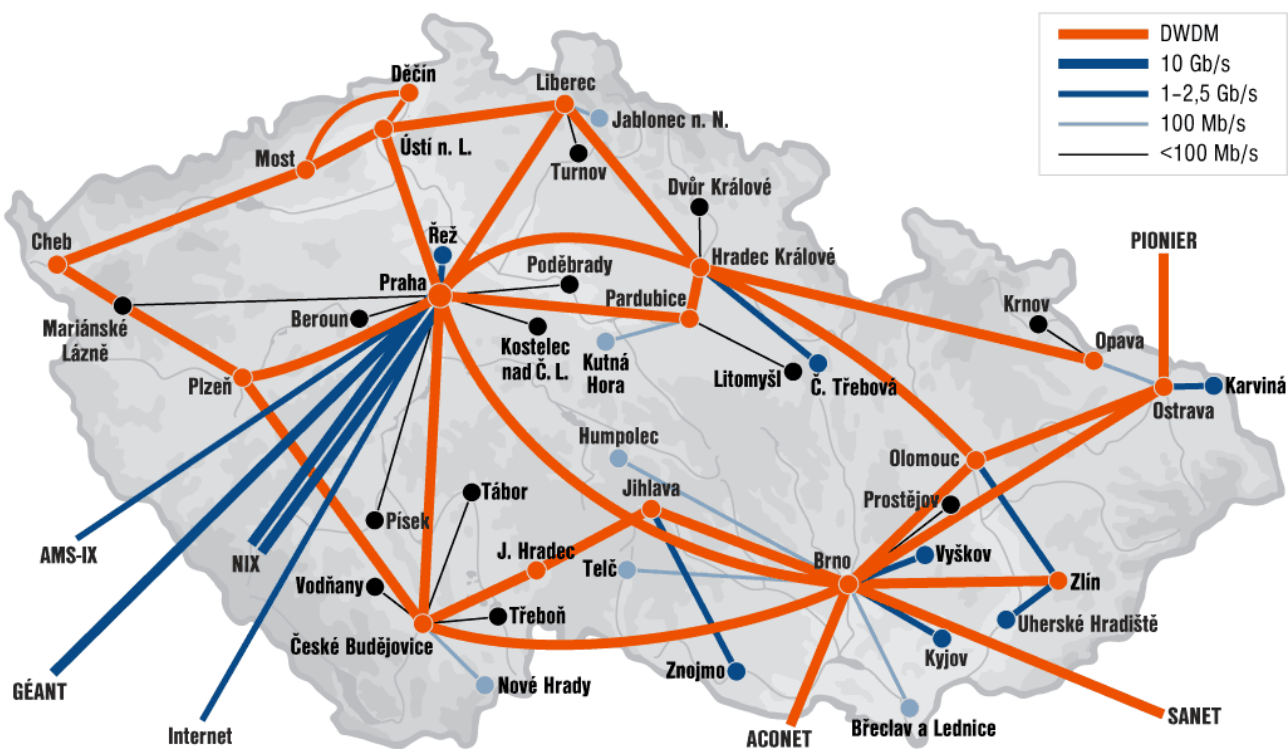 DWDM
10 Gb/s
1–2,5 Gb/s
100 Mb/s
<100 Mb/s
Děčín
Liberec
Jablonec n. N.
Ústí n. L.
Most
Turnov
Dvůr Králové
Cheb
Řež
Hradec Králové
PIONIER
Praha
Poděbrady
Pardubice
Krnov
Mariánské
Lázně
Beroun
Kostelec
nad Č. L.
Kutná
Hora
Litomyšl
Č. Třebová
Opava
Plzeň
Karviná
Ostrava
Humpolec
Olomouc
Jihlava
Prostějov
Tábor
Písek
AMS-IX
NIX
J. Hradec
Telč
Brno
Vyškov
Vodňany
Zlín
Třeboň
Uherské Hradiště
České Budějovice
Kyjov
GÉANT
Nové Hrady
Znojmo
Internet
ACONET
Břeclav a Lednice
SANET